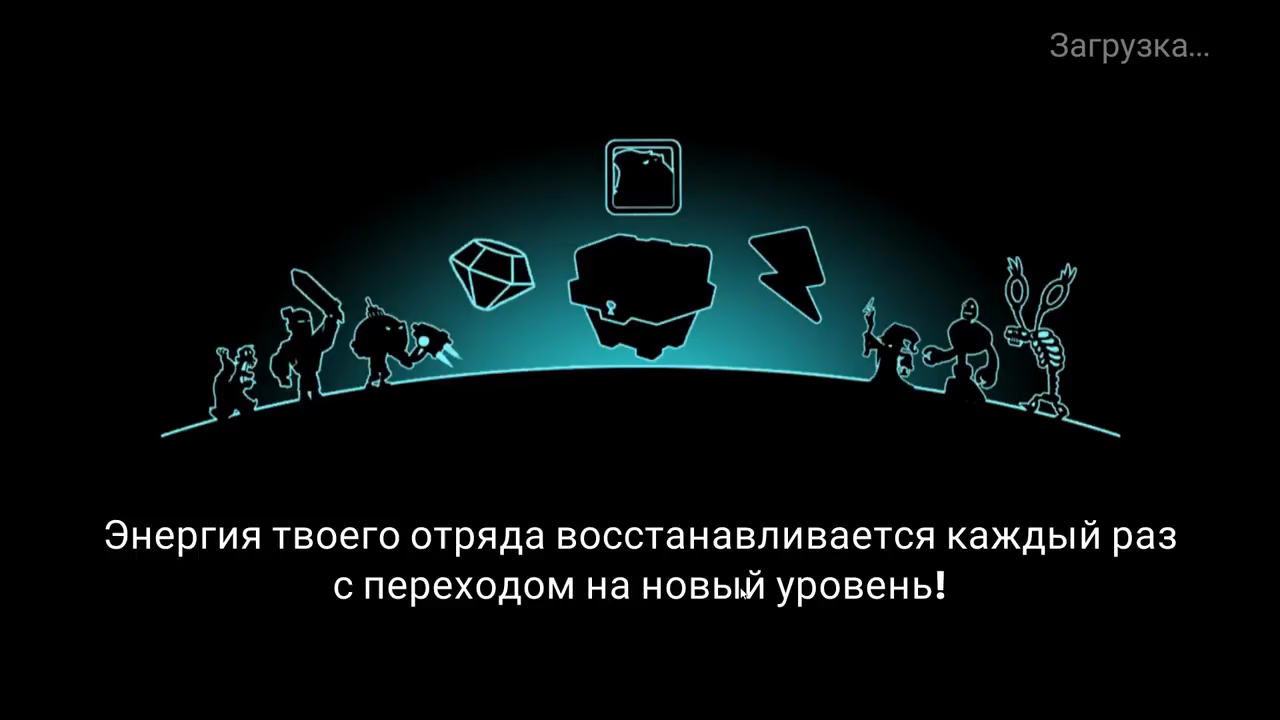 Загрузка...
Энергия твоего отряда восстанавливается каждый раз
с переходом на новый уровень!